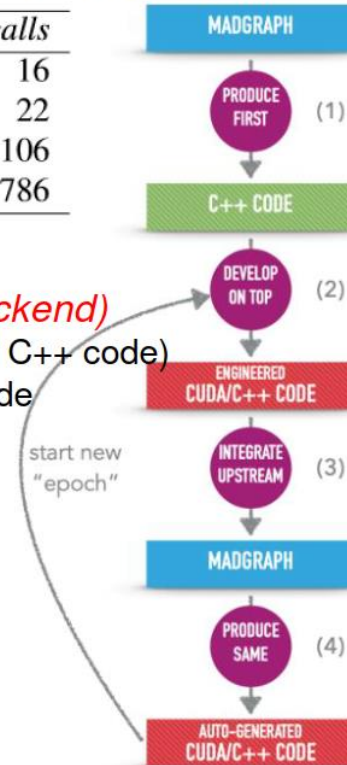 calls
16
22
106
786
ckend)
C++ code)
de
MADGRAPH
PRODUCE
FIRST
(1)
C++ CODE
DEVELOP
ON TOP
(2)
ENGINEERED
CUDA/C++ CODE
start new
"epoch"
INTEGRATE
UPSTREAM
(3)
MADGRAPH
PRODUCE
SAME
(4)
AUTO-GENERATED
CUDA/C++ CODE